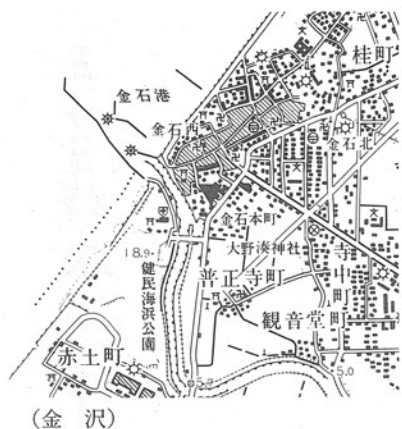 桂町
金石港
金石西
金石北
金石本町
大野湊神社
18.9
寺中町
普正寺町
健民海浜公園
観音堂町
赤土町
5.0
(金 沢)